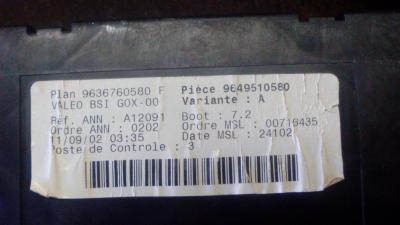 Plan 9636760580 F Pièce 9649510580
VALEO BSI GOX-00 Variante : A
Réf. ANN : A12091 Boot : 7.2
Ordre ANN : 0202 Ordre MSL : 00716435
11/09/02 03:35 Date MSL : 24102
Poste de Controle : 3